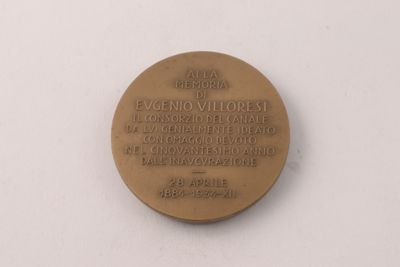 ALLA
MEMORIA
DI
EVGENIO VILLORESI
IL CONSORZIO DEL CANALE
DA LVI GENIALMENTE IDEATO
CON OMAGGIO DEVOTO
NEL CINQVANTESIMO ANNO
DALL'INAVGVRAZIONE
28 APRILE
1884-1934-XII